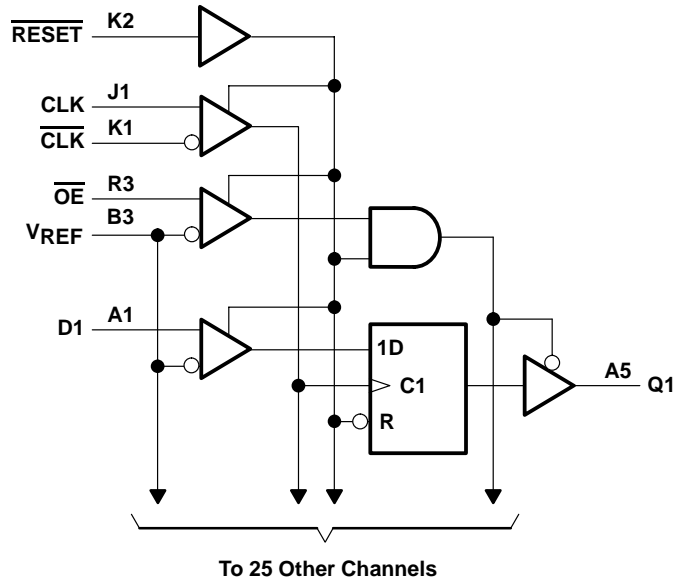 RESET K2
CLK J1
CLK K1
OE R3
VREF B3
D1 A1
1D
C1
R
A5 Q1
To 25 Other Channels